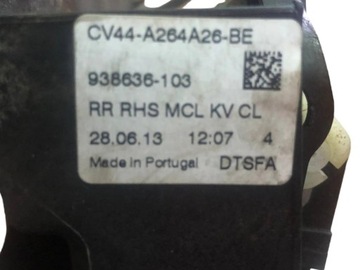 CV44-A264A26-BE
938636-103
RR RHS MCL KV CL
28.06.13 12:07 4
Made in Portugal DTSFA